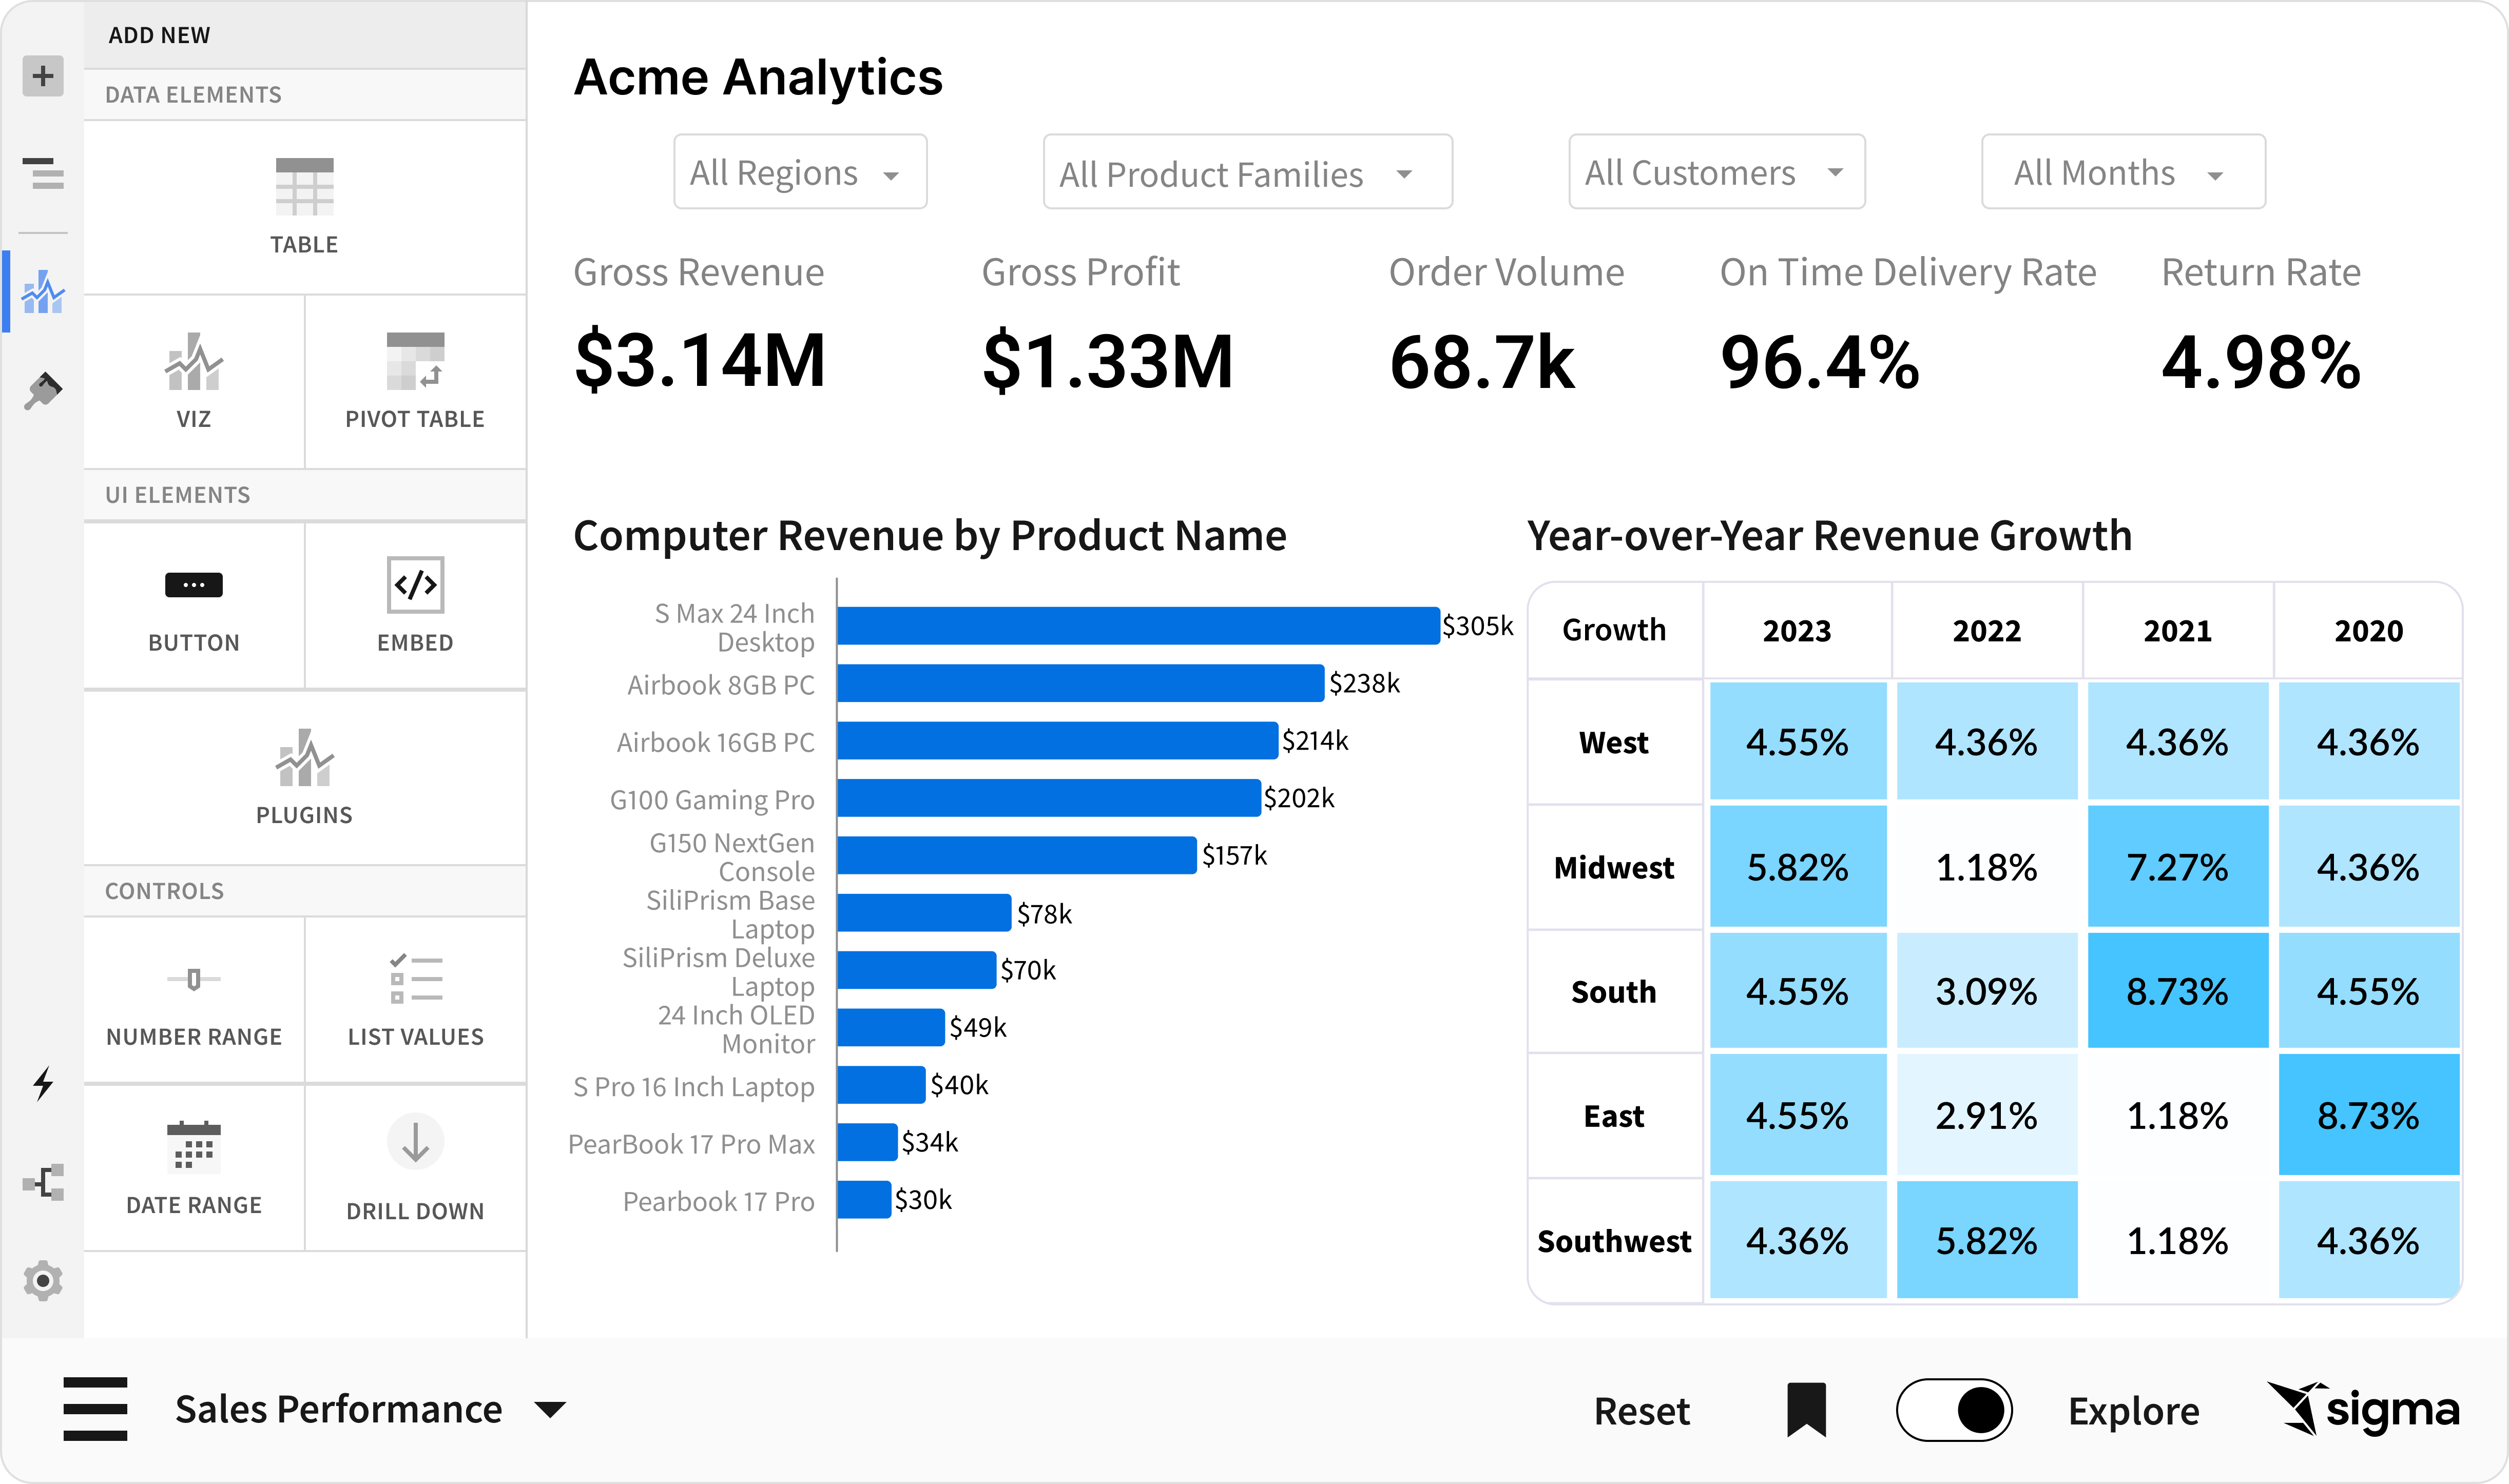 ADD NEW
DATA ELEMENTS
TABLE
VIZ
PIVOT TABLE
UI ELEMENTS
BUTTON
EMBED
PLUGINS
CONTROLS
NUMBER RANGE
LIST VALUES
DATE RANGE
DRILL DOWN
Acme Analytics
All Regions
All Product Families
All Customers
All Months
Gross Revenue
$3.14M
Gross Profit
$1.33M
Order Volume
68.7k
On Time Delivery Rate
96.4%
Return Rate
4.98%
Computer Revenue by Product Name
S Max 24 Inch
Desktop
$305k
Airbook 8GB PC
$238k
Airbook 16GB PC
$214k
G100 Gaming Pro
$202k
G150 NextGen
Console
$157k
SiliPrism Base
Laptop
$78k
SiliPrism Deluxe
Laptop
$70k
24 Inch OLED
Monitor
$49k
S Pro 16 Inch Laptop
$40k
PearBook 17 Pro Max
$34k
Pearbook 17 Pro
$30k
Year-over-Year Revenue Growth
Growth 2023 2022 2021 2020
West 4.55% 4.36% 4.36% 4.36%
Midwest 5.82% 1.18% 7.27% 4.36%
South 4.55% 3.09% 8.73% 4.55%
East 4.55% 2.91% 1.18% 8.73%
Southwest 4.36% 5.82% 1.18% 4.36%
Sales Performance
Reset
Explore
sigma